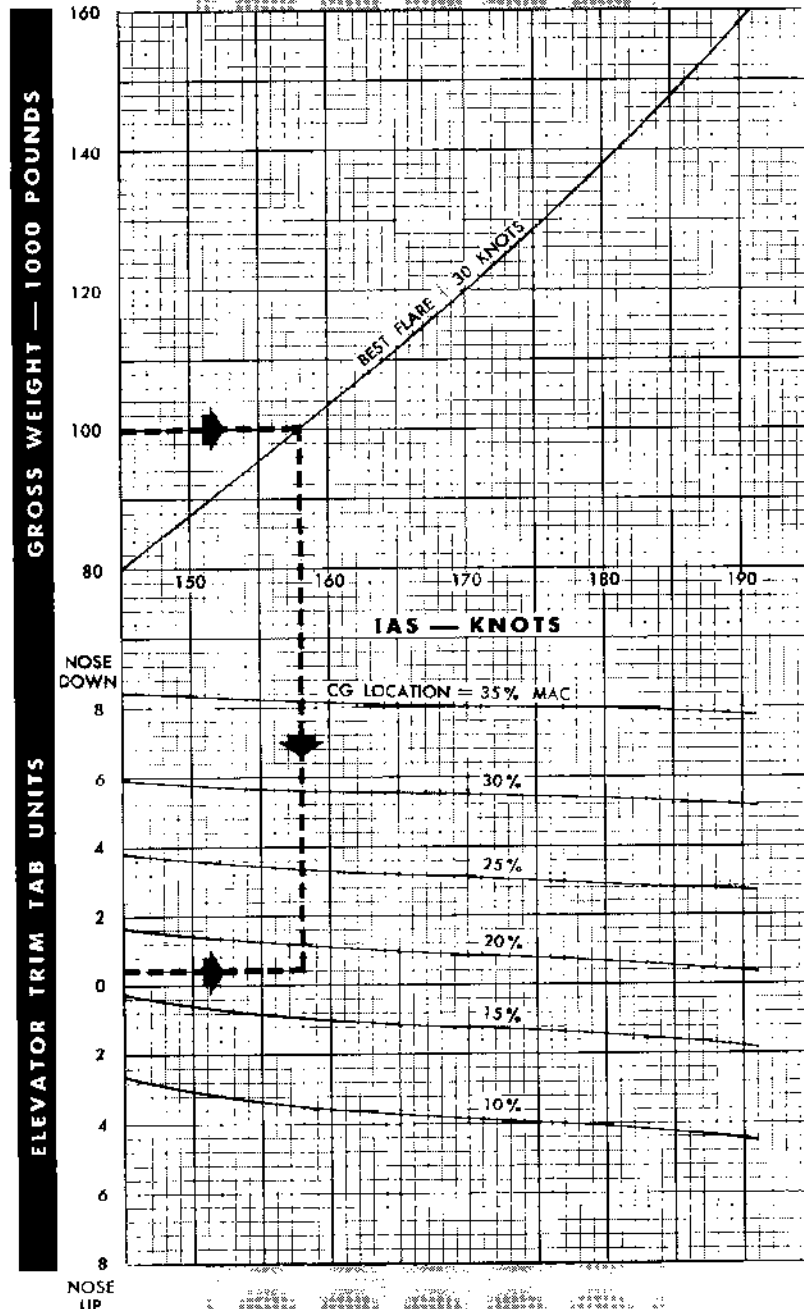 GROSS WEIGHT — 1000 POUNDS
160
140
120
100
80
BEST FLARE + 30 KNOTS
150 160 170 180 190
IAS — KNOTS
ELEVATOR TRIM TAB UNITS
NOSE
DOWN
8
6
4
2
0
2
4
6
8
NOSE
UP
CG LOCATION = 35% MAC
30%
25%
20%
15%
10%